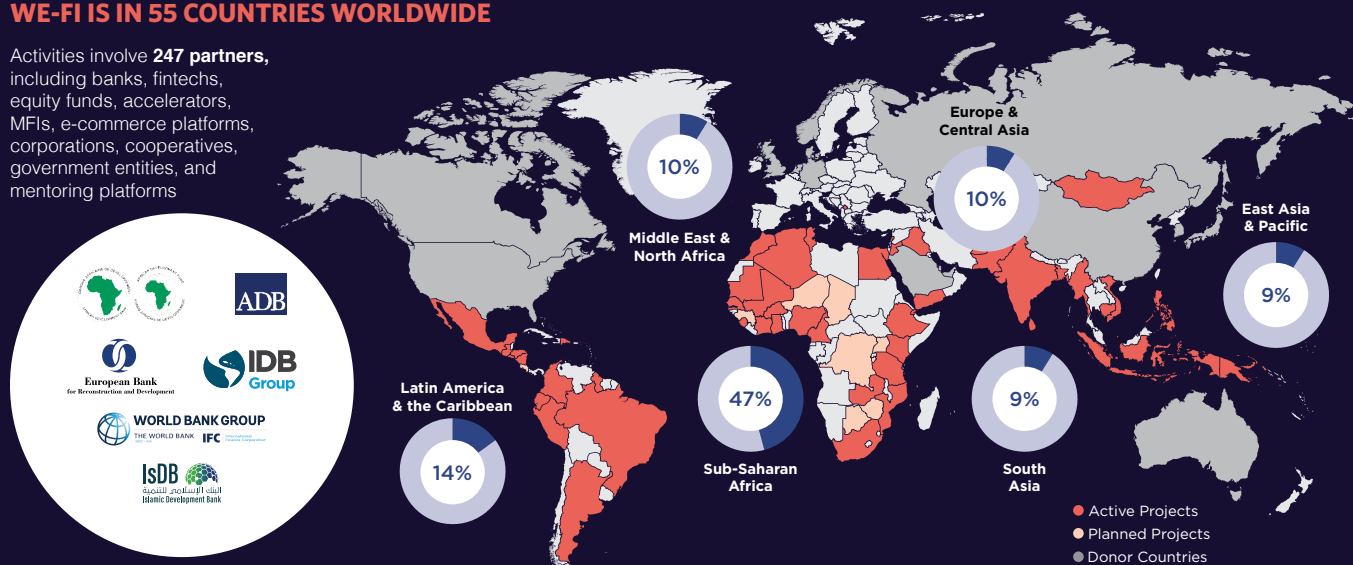 WE-FI IS IN 55 COUNTRIES WORLDWIDE
Activities involve 247 partners,
including banks, fintechs,
equity funds, accelerators,
MFIs, e-commerce platforms,
corporations, cooperatives,
government entities, and
mentoring platforms
ADB
European Bank
for Reconstruction and Development
IDB
Group
WORLD BANK GROUP
THE WORLD BANK
IFC
International
Finance Corporation
IsDB
البنك الإسلامي للتنمية
Islamic Development Bank
10%
Middle East &
North Africa
Europe &
Central Asia
10%
East Asia
& Pacific
9%
Latin America
& the Caribbean
14%
47%
Sub-Saharan
Africa
9%
South
Asia
Active Projects
Planned Projects
Donor Countries